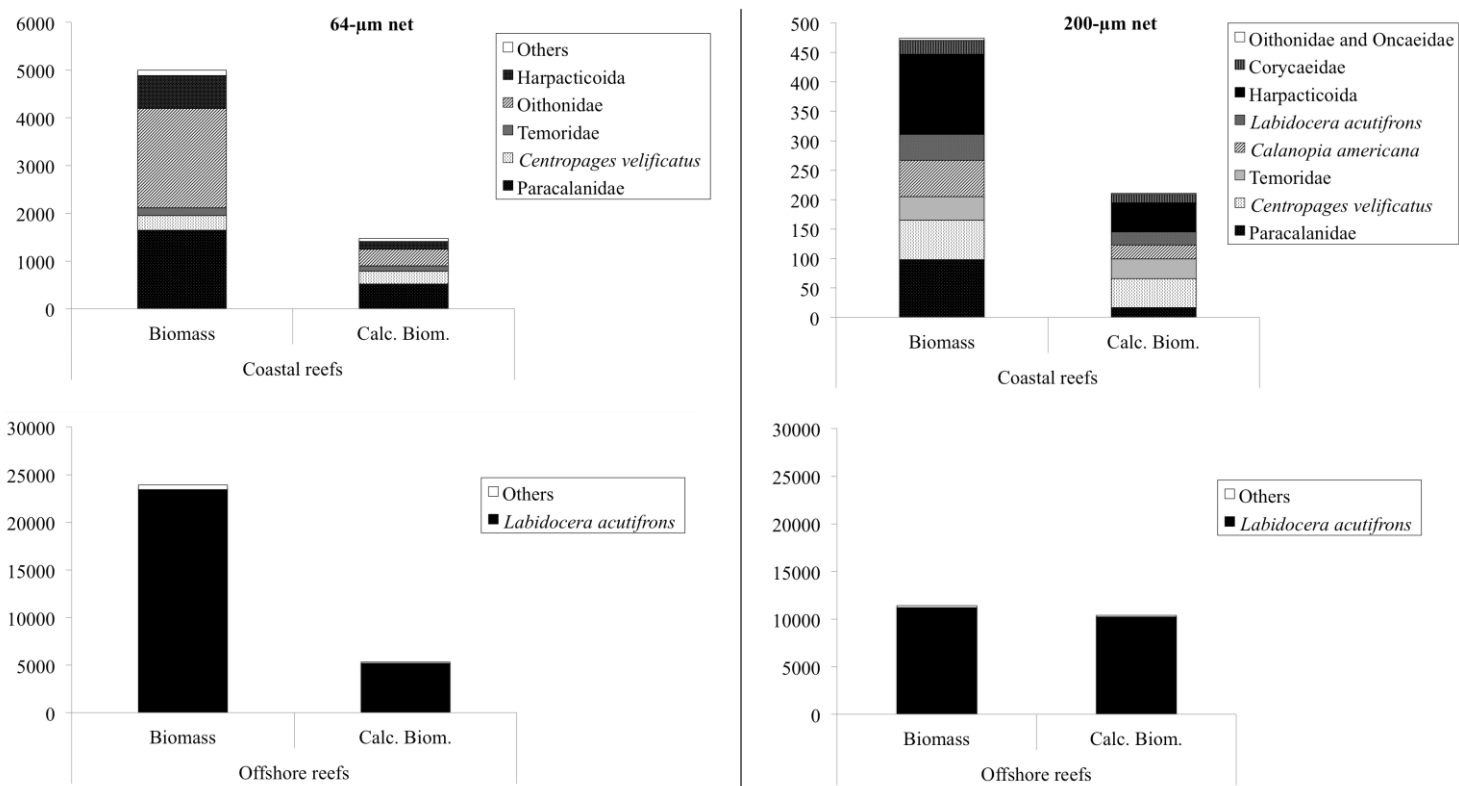 64-µm net
6000
5000
4000
3000
2000
1000
0
Others
Harpacticoida
Oithonidae
Temoridae
Centropages velificatus
Paracalanidae
Biomass
Calc. Biom.
Coastal reefs
200-µm net
500
450
400
350
300
250
200
150
100
50
0
Oithonidae and Oncaeidae
Corycaeidae
Harpacticoida
Labidocera acutifrons
Calanopia americana
Temoridae
Centropages velificatus
Paracalanidae
Biomass
Calc. Biom.
Coastal reefs
30000
25000
20000
15000
10000
5000
0
Others
Labidocera acutifrons
Biomass
Calc. Biom.
Offshore reefs
30000
25000
20000
15000
10000
5000
0
Others
Labidocera acutifrons
Biomass
Calc. Biom.
Offshore reefs